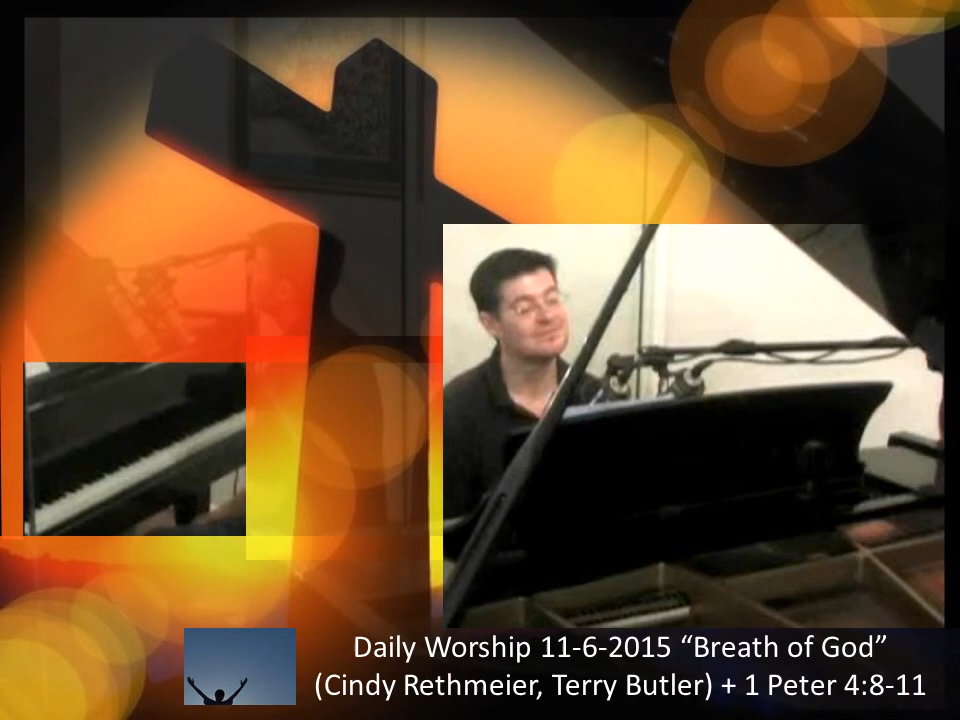 Daily Worship 11-6-2015 “Breath of God”
(Cindy Rethmeier, Terry Butler) + 1 Peter 4:8-11